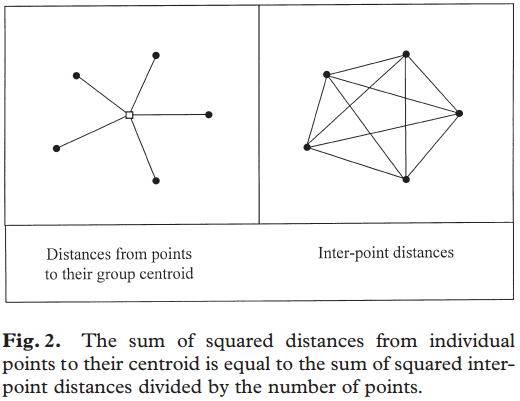 Distances from points
to their group centroid
Inter-point distances
Fig. 2. The sum of squared distances from individual
points to their centroid is equal to the sum of squared inter-
point distances divided by the number of points.